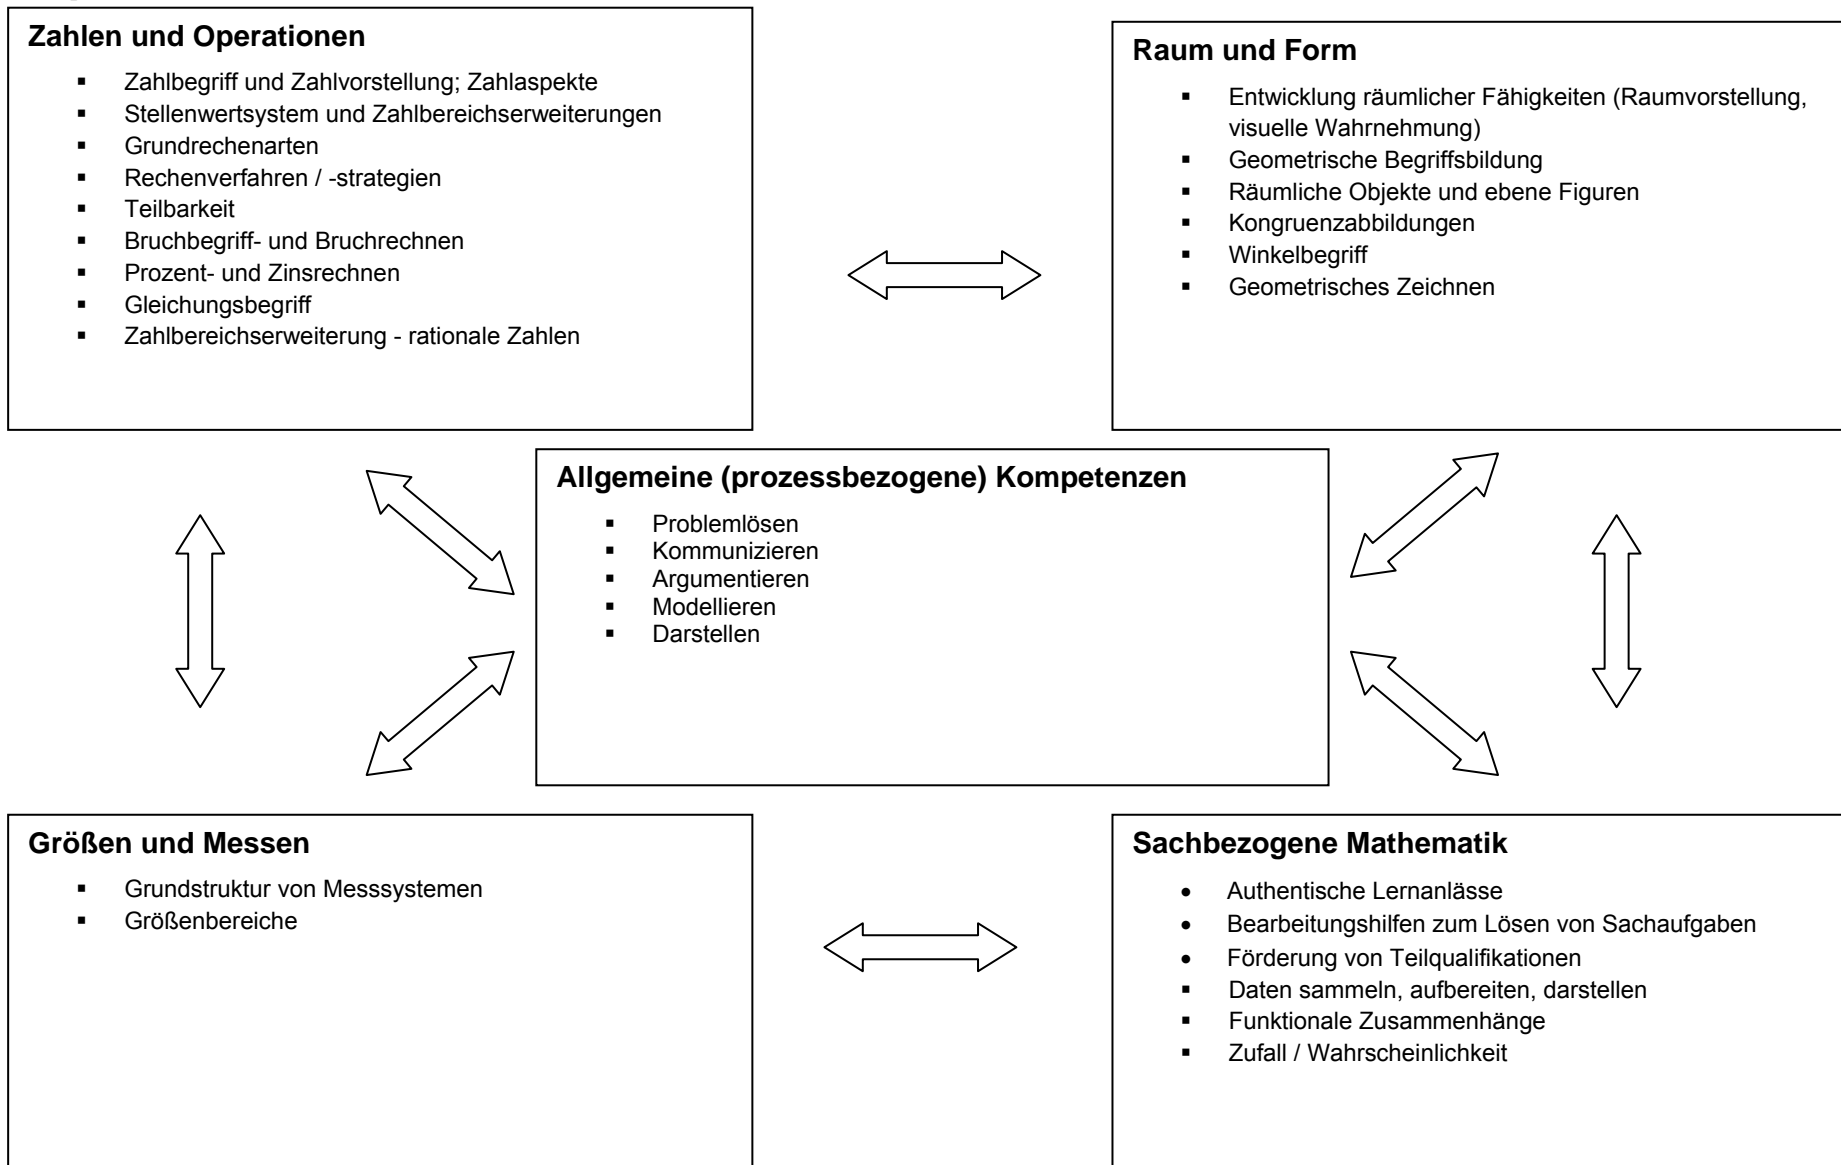 Zahlen und Operationen
▪ Zahlbegriff und Zahlvorstellung; Zahlaspekte
▪ Stellenwertsystem und Zahlbereichserweiterungen
▪ Grundrechenarten
▪ Rechenverfahren / -strategien
▪ Teilbarkeit
▪ Bruchbegriff- und Bruchrechnen
▪ Prozent- und Zinsrechnen
▪ Gleichungsbegriff
▪ Zahlbereichserweiterung - rationale Zahlen
Raum und Form
▪ Entwicklung räumlicher Fähigkeiten (Raumvorstellung,
visuelle Wahrnehmung)
▪ Geometrische Begriffsbildung
▪ Räumliche Objekte und ebene Figuren
▪ Kongruenzabbildungen
▪ Winkelbegriff
▪ Geometrisches Zeichnen
Allgemeine (prozessbezogene) Kompetenzen
▪ Problemlösen
▪ Kommunizieren
▪ Argumentieren
▪ Modellieren
▪ Darstellen
Größen und Messen
▪ Grundstruktur von Messsystemen
▪ Größenbereiche
Sachbezogene Mathematik
• Authentische Lernanlässe
• Bearbeitungshilfen zum Lösen von Sachaufgaben
• Förderung von Teilqualifikationen
▪ Daten sammeln, aufbereiten, darstellen
▪ Funktionale Zusammenhänge
▪ Zufall / Wahrscheinlichkeit